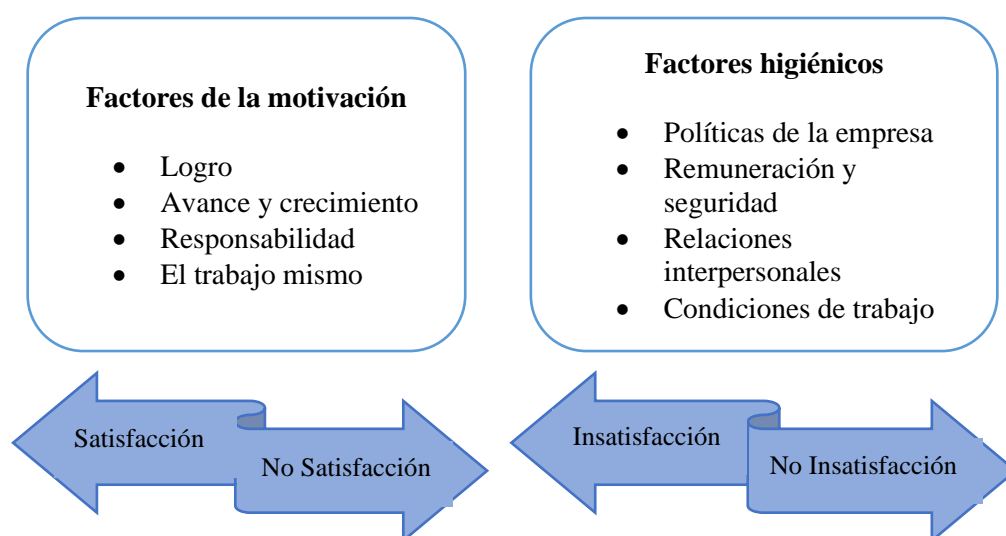 Factores de la motivación
• Logro
• Avance y crecimiento
• Responsabilidad
• El trabajo mismo
Factores higiénicos
• Políticas de la empresa
• Remuneración y
seguridad
• Relaciones
interpersonales
• Condiciones de trabajo
Satisfacción
No Satisfacción
Insatisfacción
No Insatisfacción